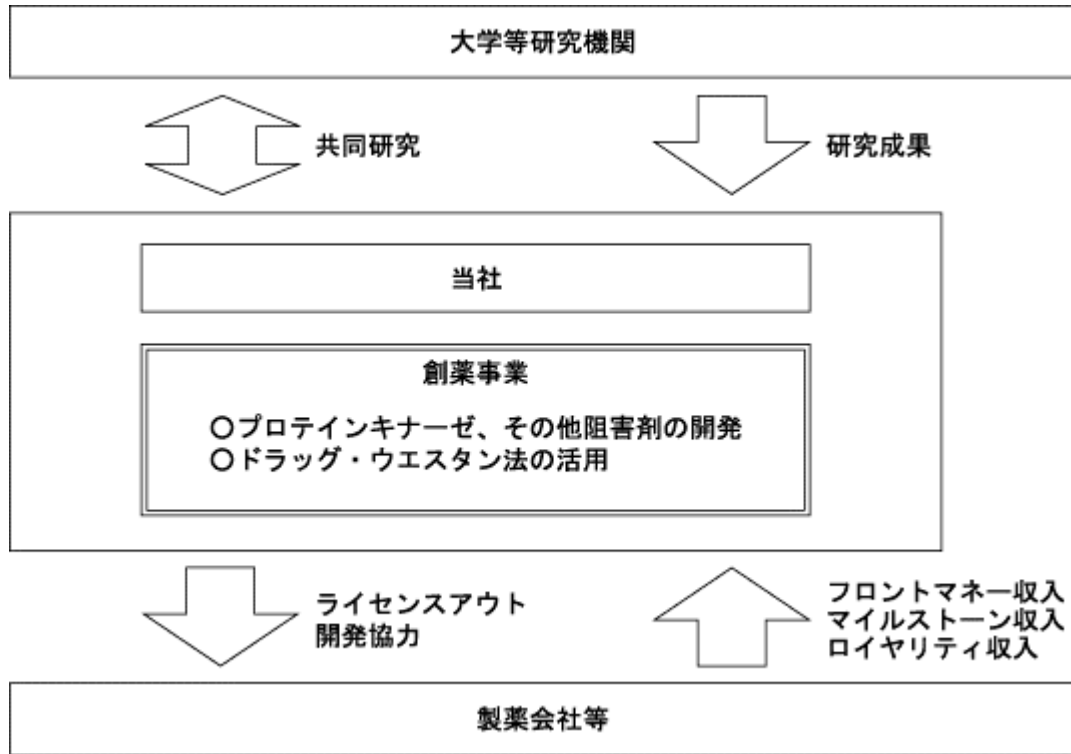 大学等研究機関
共同研究
研究成果
当社
創薬事業
○プロテインキナーゼ、その他阻害剤の開発
○ドラッグ・ウエスタン法の活用
ライセンスアウト
開発協力
フロントマネー収入
マイルストーン収入
ロイヤリティ収入
製薬会社等